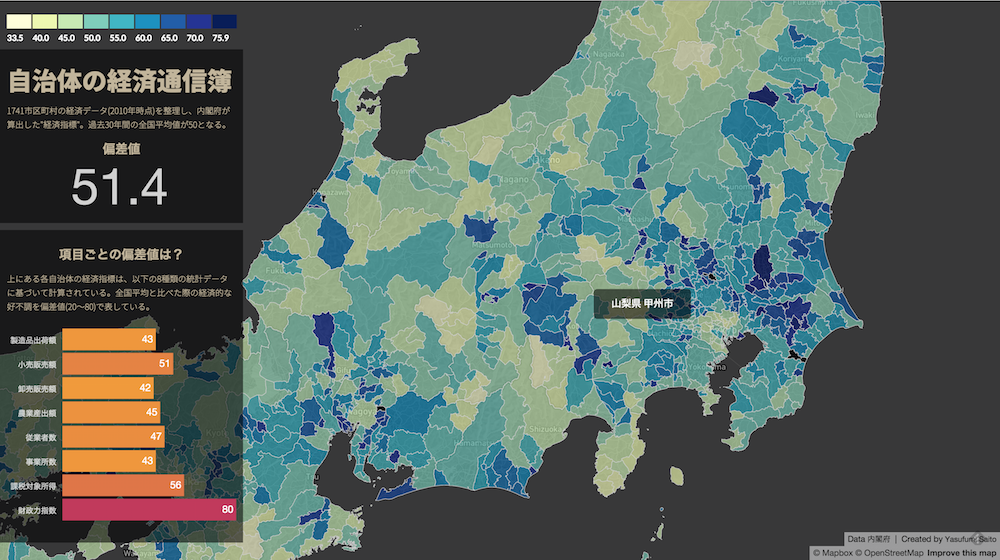 33.5 40.0 45.0 50.0 55.0 60.0 65.0 70.0 75.9
自治体の経済通信簿
1741市区町村の経済データ(2010年時点)を整理し、内閣府が
算出した"経済指標"。過去30年間の全国平均値が50となる。
偏差値
51.4
項目ごとの偏差値は？
上にある各自治体の経済指標は、以下の8種類の統計データ
に基づいて計算されている。全国平均と比べた際の経済的な
好不調を偏差値(20〜80)で表している。
製造品出荷額 43
小売販売額 51
卸売販売額 42
農業産出額 45
従業者数 47
事業所数 43
課税対象所得 56
財政力指数 80
Nagaoka
Koriyama
Iwaki
Toyama
Nakano
Nagano
Kanazawa
Maebashi
Matsumoto
山梨県 甲州市
Yokohama
Nagoya
Shizuoka
Wakayama
Data 内閣府 | Created by Yasufumi Saito
© Mapbox © OpenStreetMap Improve this map